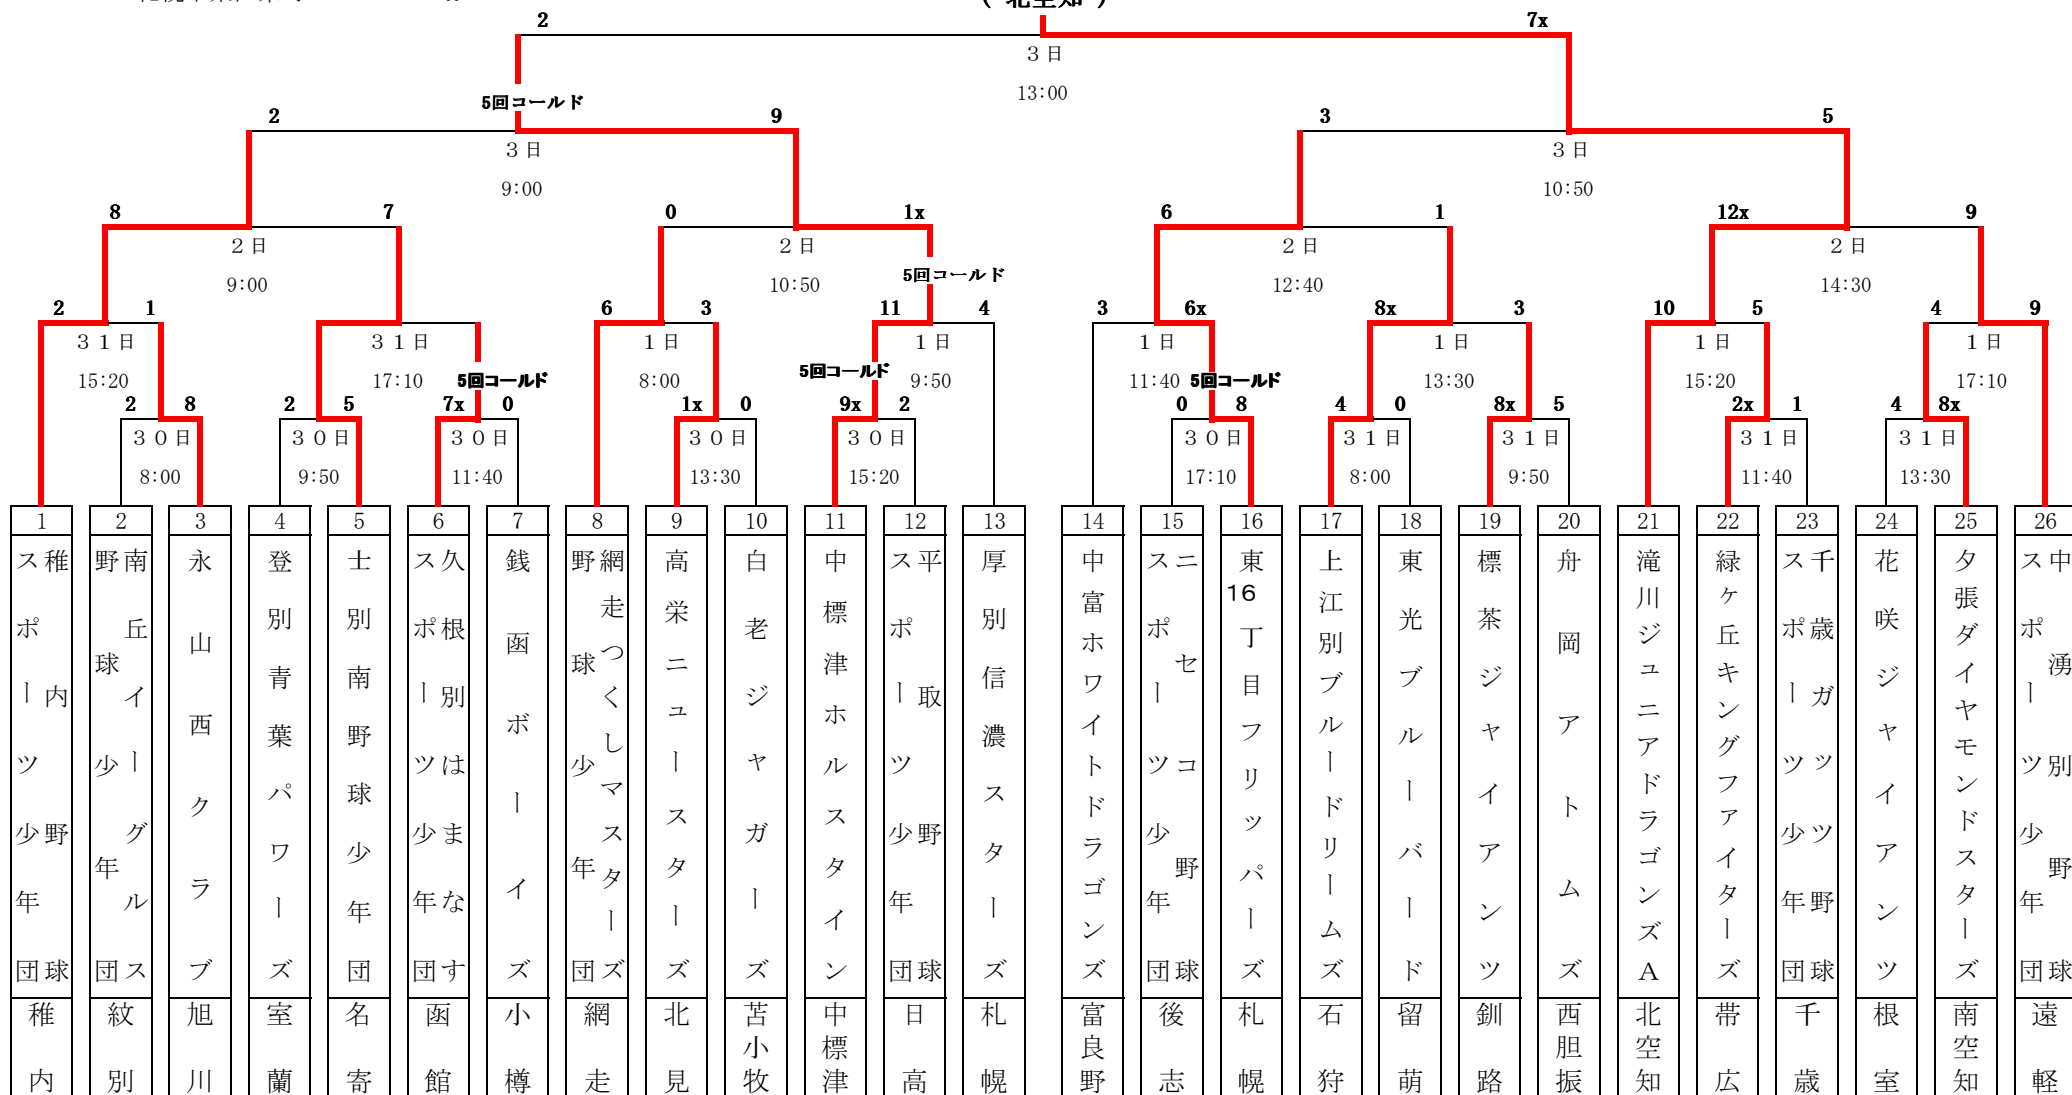 ( 北空知 )
2 7x
3日
13:00
5回コールド
2 9 3 5
3日 3日
9:00 10:50
8 7 0 1x 6 1 12x 9
2日 2日 2日 2日
9:00 10:50 12:40 14:30
5回コールド
2 1 6 3 11 4 3 6x 8x 3 10 5 4 9
31日 31日 1日 1日 1日 1日 1日 1日
15:20 17:10 8:00 9:50 11:40 13:30 15:20 17:10
5回コールド 5回コールド 5回コールド
2 8 2 5 7x 0 1x 0 9x 2 0 8 4 0 8x 5 2x 1 4 8x
30日 30日 30日 30日 30日 30日 31日 31日 31日 31日
8:00 9:50 11:40 13:30 15:20 17:10 8:00 9:50 11:40 13:30
1 2 3 4 5 6 7 8 9 10 11 12 13 14 15 16 17 18 19 20 21 22 23 24 25 26
稚内野球
スポーツ少年団
南丘イーグルス
野球少年団
永山西クラブ
登別青葉パワーズ
士別南野球少年団
久根別はまなす
スポーツ少年団
銭函ボーイズ
網走つくしマスターズ
野球少年団
高栄ニュースターズ
白老ジャガーズ
中標津ホルスタイン
平取野球
スポーツ少年団
厚別信濃スターズ
中富ホワイトドラゴンズ
ニセコ野球
スポーツ少年団
東16丁目フリッパーズ
上江別ブルードリームズ
東光ブルーバード
標茶ジャイアンツ
舟岡アトムズ
滝川ジュニアドラゴンズA
緑ヶ丘キングファイターズ
千歳ガッツ野球
スポーツ少年団
花咲ジャイアンツ
夕張ダイヤモンドスターズ
中湧別野球
スポーツ少年団
稚内
紋別
旭川
室蘭
名寄
函館
小樽
網走
北見
苫小牧
中標津
日高
札幌
富良野
後志
札幌
石狩
留萌
釧路
西胆振
北空知
帯広
千歳
根室
南空知
遠軽